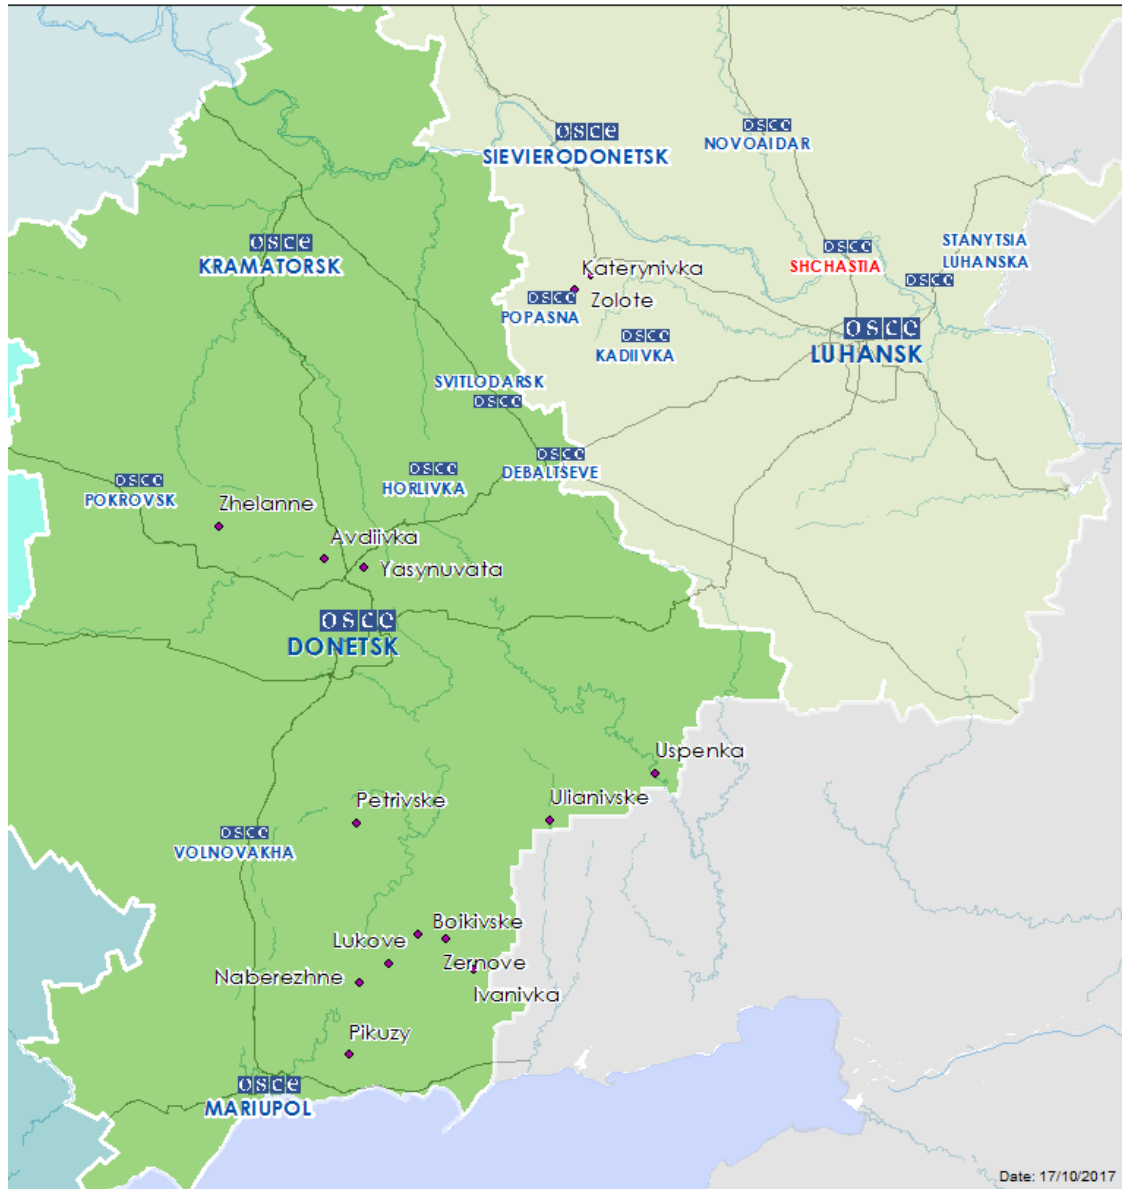 osce
SIEVIERODONETSK
osce
NOVOAIDAR
osce
KRAMATORSK
osce
SHCHASTIA
STANYTSIA
LUHANSKA
osce
Katerynivka
Zolote
osce
POPASNA
osce
KADIIVKA
osce
LUHANSK
SVITLODARSK
osce
osce
DEBALTSEVE
osce
HORLIVKA
osce
POKROVSK
Zhelanne
Avdiivka
Yasynuvata
osce
DONETSK
Uspenka
Ulianivske
Petrivske
osce
VOLNOVAKHA
Boikivske
Lukove
Zernove
Naberezhne
Ivanivka
Pikuzy
osce
MARIUPOL
Date: 17/10/2017